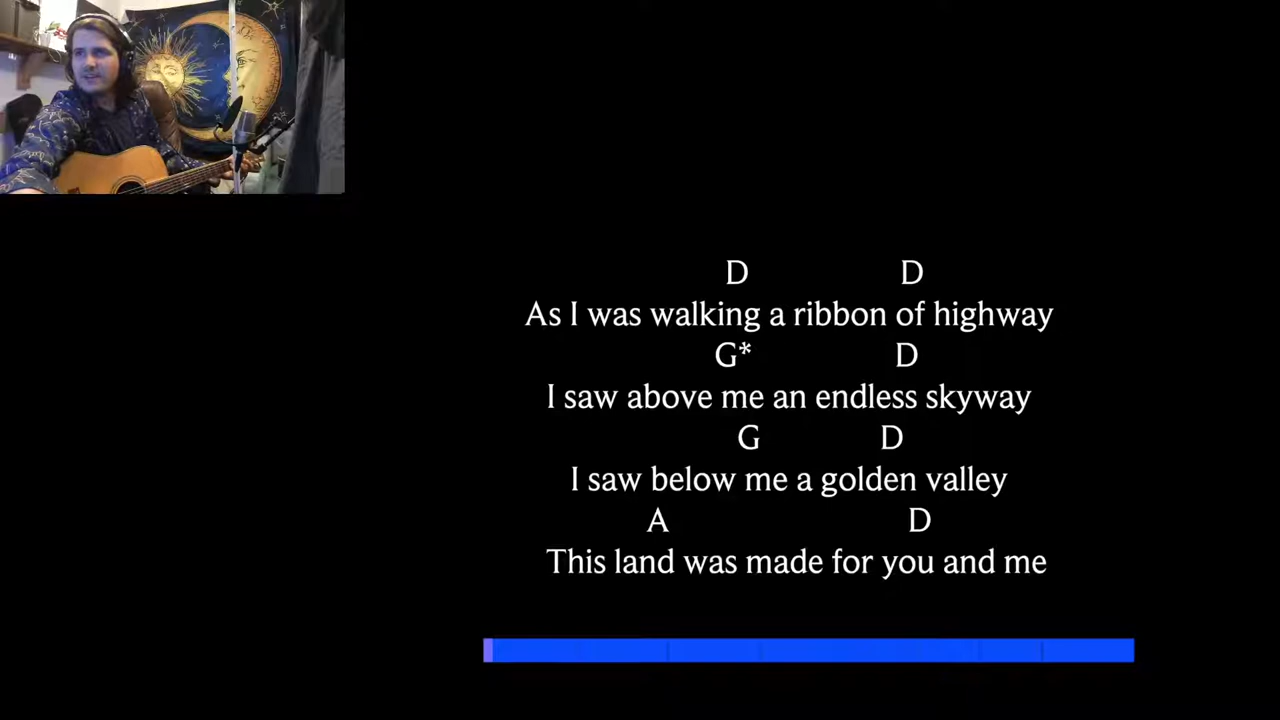 D D
As I was walking a ribbon of highway
G* D
I saw above me an endless skyway
G D
I saw below me a golden valley
A D
This land was made for you and me